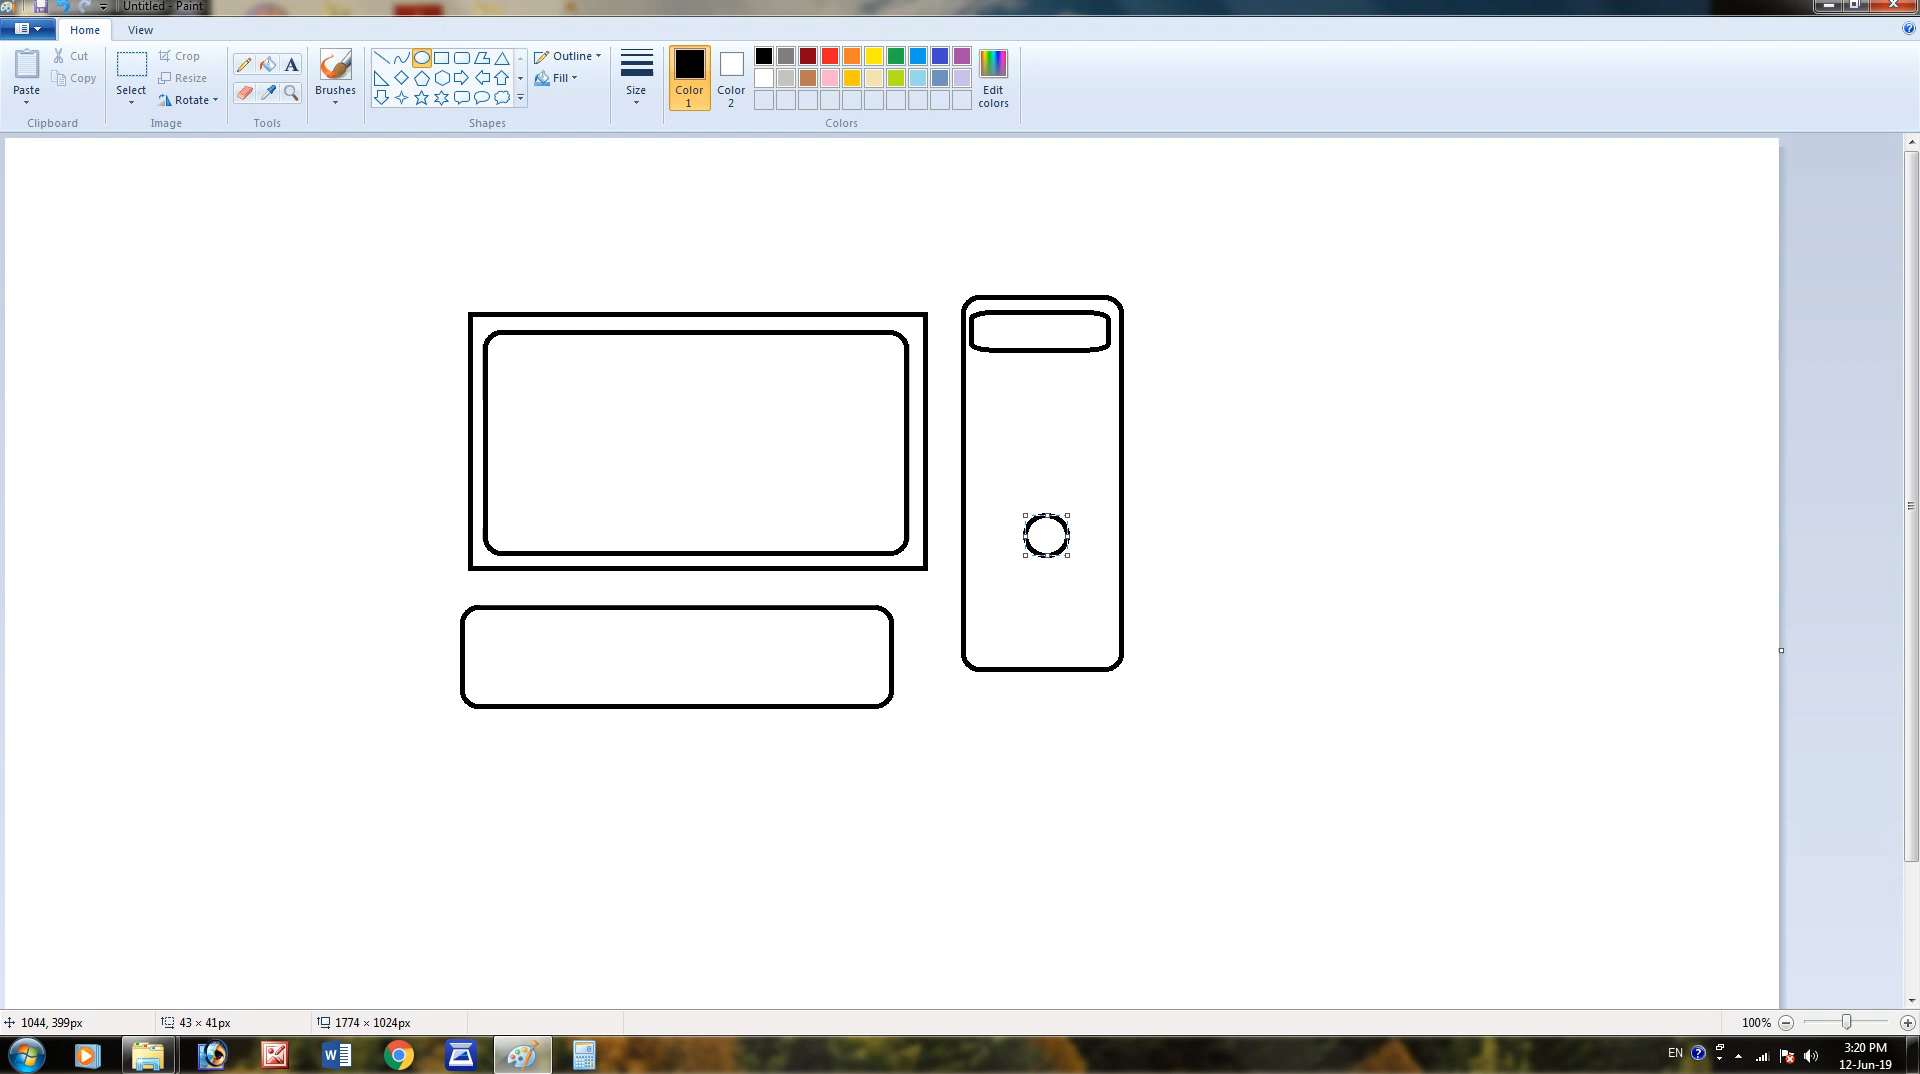 Untitled - Paint
Home View
Paste Cut Copy Clipboard
Select Crop Resize Rotate Image
A Tools
Brushes
Shapes Outline Fill
Size
Color 1 Color 2 Edit colors Colors
1044, 399px 43 × 41px 1774 × 1024px 100%
W EN 3:20 PM
12-Jun-19